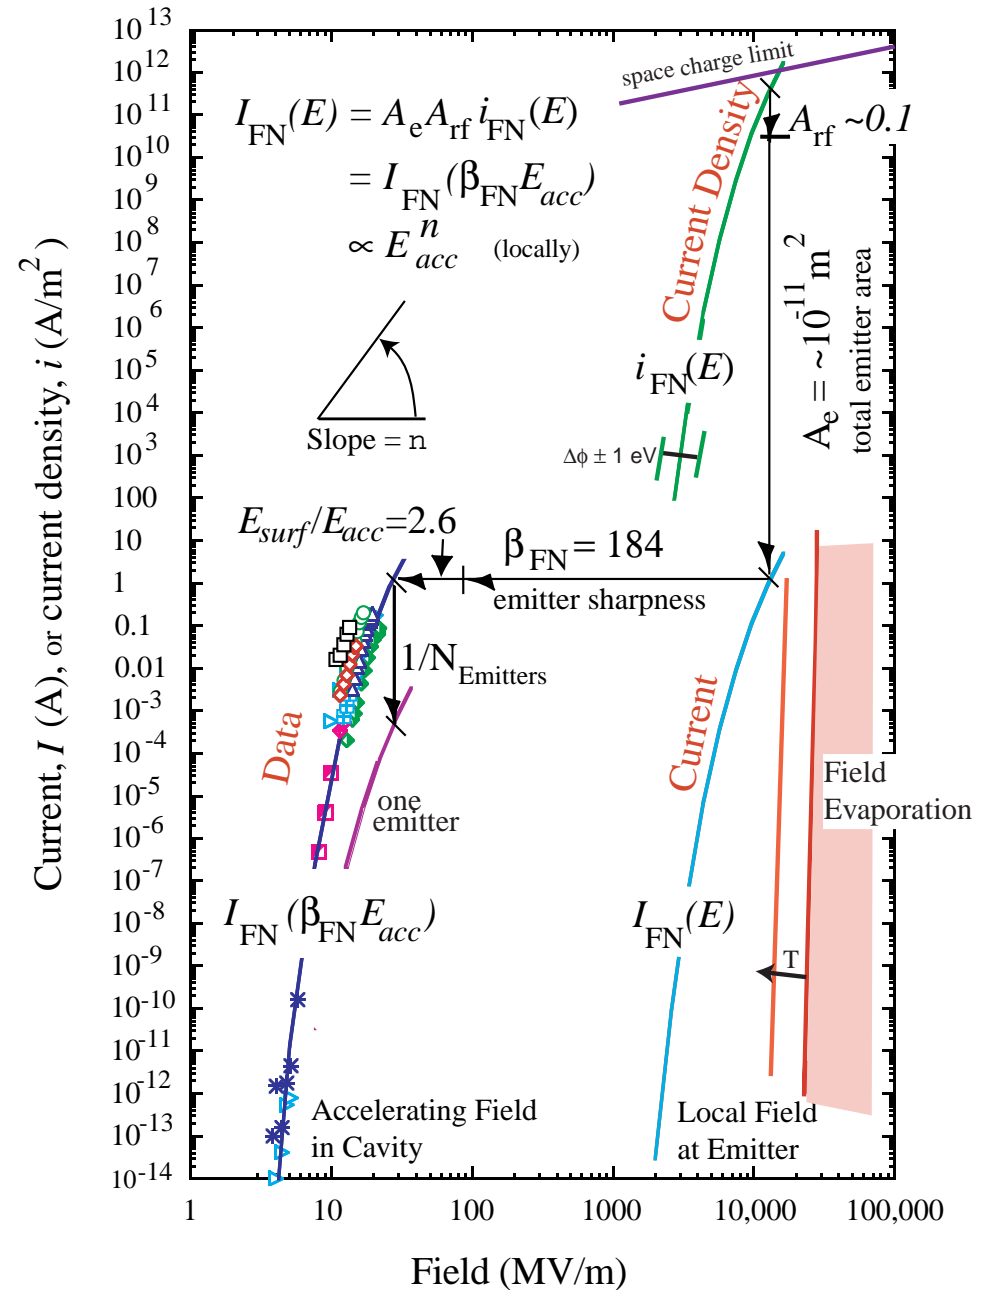 10^13
10^12
10^11
10^10
10^9
10^8
10^7
10^6
10^5
10^4
10^3
100
10
1
0.1
0.01
10^-3
10^-4
10^-5
10^-6
10^-7
10^-8
10^-9
10^-10
10^-11
10^-12
10^-13
10^-14
Current, I (A), or current density, i (A/m^2)
I_FN(E) = A_e A_rf i_FN(E)
= I_FN(β_FN E_acc)
∝ E_acc^n (locally)
Slope = n
space charge limit
A_rf ~0.1
Current Density
A_e = ~10^-11 m^2
total emitter area
i_FN(E)
Δϕ ± 1 eV
E_surf/E_acc=2.6
β_FN = 184
emitter sharpness
1/N_Emitters
Data
one
emitter
Current
Field
Evaporation
I_FN (β_FN E_acc)
I_FN(E)
T
Accelerating Field
in Cavity
Local Field
at Emitter
1
10
100
1000
10,000
100,000
Field (MV/m)